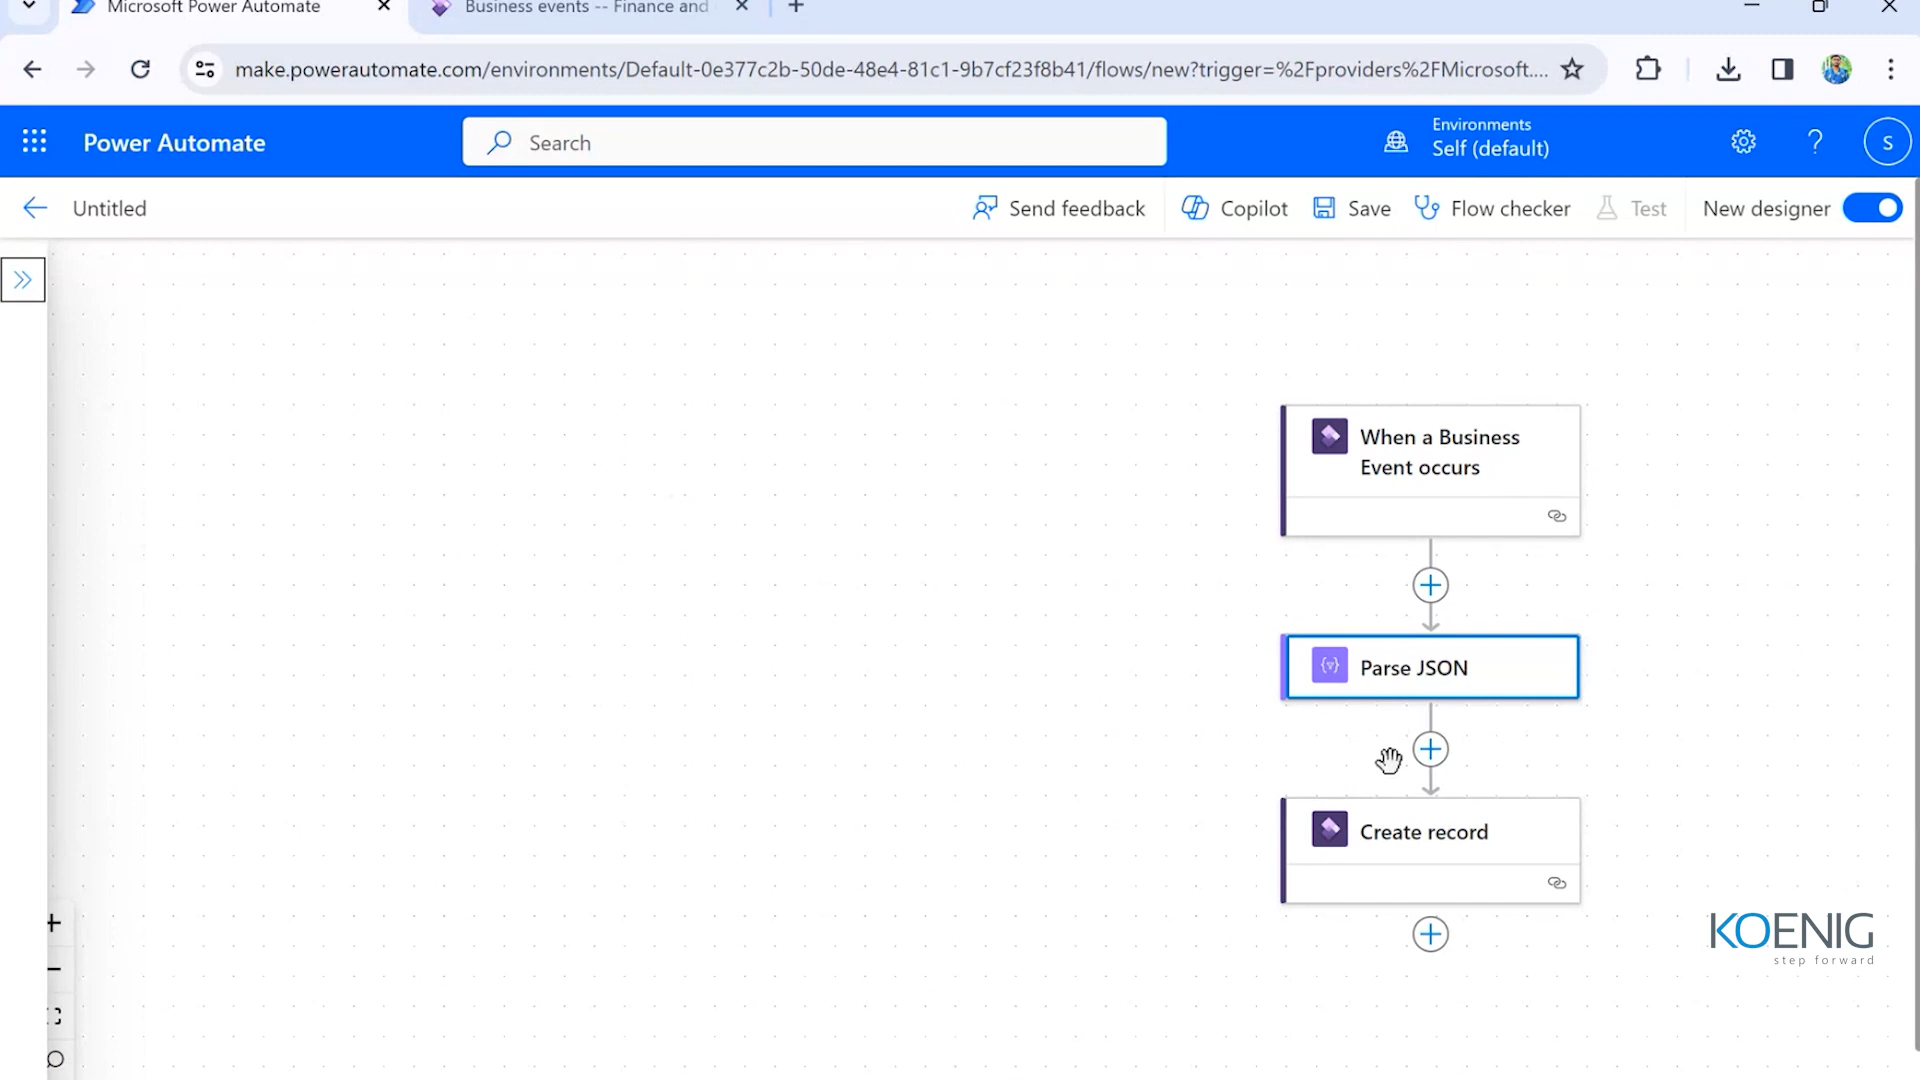 Microsoft Power Automate
Business events -- Finance and
make.powerautomate.com/environments/Default-0e377c2b-50de-48e4-81c1-9b7cf23f8b41/flows/new?trigger=%2Fproviders%2FMicrosoft....
Power Automate
Search
Environments
Self (default)
S
Untitled
Send feedback
Copilot
Save
Flow checker
Test
New designer
When a Business
Event occurs
Parse JSON
Create record
KOENIG
step forward